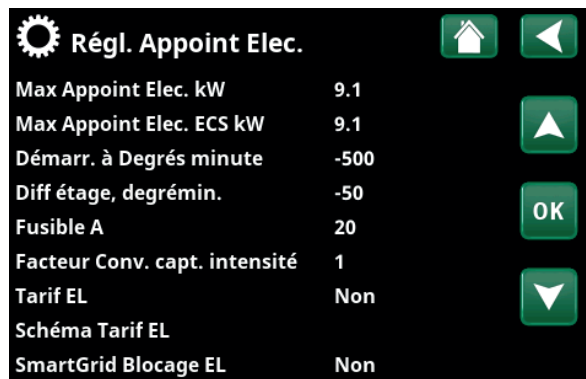 Régl. Appoint Elec.
Max Appoint Elec. kW 9.1
Max Appoint Elec. ECS kW 9.1
Démarr. à Degrés minute -500
Diff étage, degrémin. -50
OK
Fusible A 20
Facteur Conv. capt. intensité 1
Tarif EL Non
Schéma Tarif EL
SmartGrid Blocage EL Non